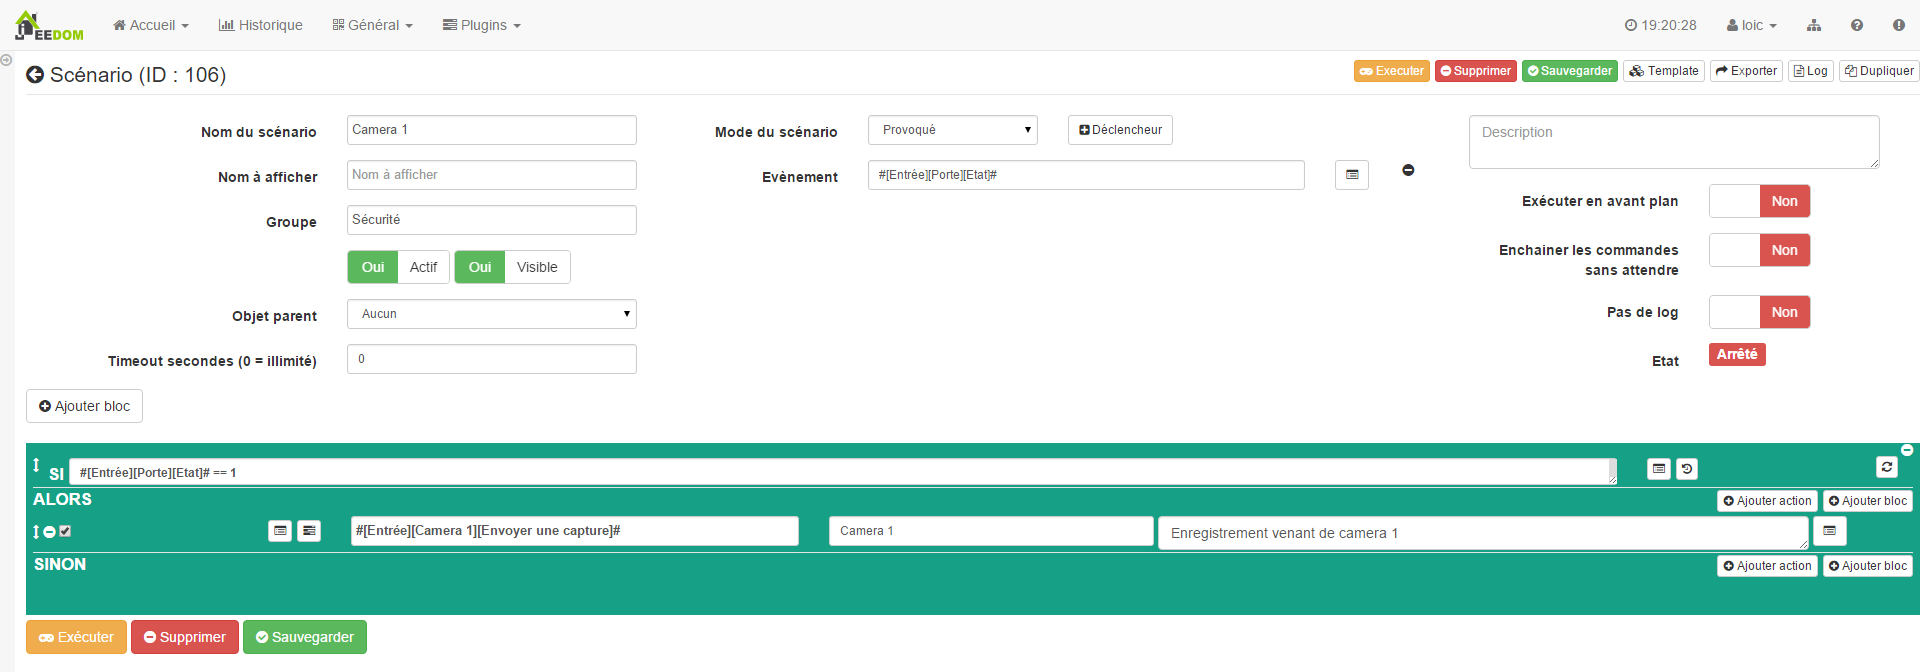 JEEDOM Accueil Historique Général Plugins 19:20:28 loic
Scénario (ID : 106) Executer Supprimer Sauvegarder Template Exporter Log Dupliquer
Nom du scénario Camera 1 Mode du scénario Provoqué Déclencheur Description
Nom à afficher Nom à afficher Evènement #[Entrée][Porte][Etat]#
Exécuter en avant plan Non
Groupe Sécurité
Enchainer les commandes sans attendre Non
Oui Actif Oui Visible
Objet parent Aucun Pas de log Non
Timeout secondes (0 = illimité) 0 Etat Arrêté
Ajouter bloc
SI #[Entrée][Porte][Etat]# == 1
ALORS Ajouter action Ajouter bloc
#[Entrée][Camera 1][Envoyer une capture]# Camera 1 Enregistrement venant de camera 1
SINON Ajouter action Ajouter bloc
Exécuter Supprimer Sauvegarder